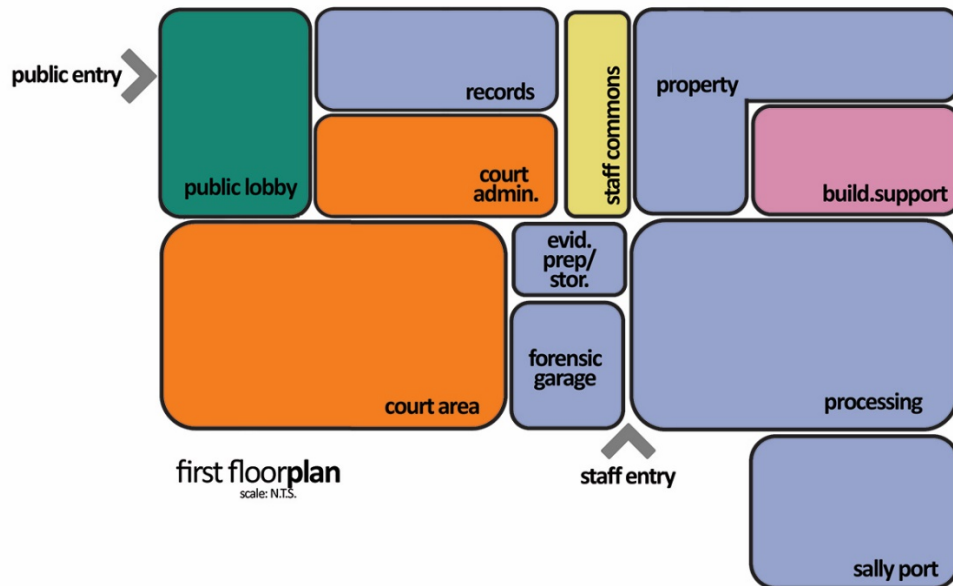 public entry
public lobby
records
court
admin.
staff commons
property
build.support
evid.
prep/
stor.
court area
forensic
garage
processing
first floorplan
scale: N.T.S.
staff entry
sally port